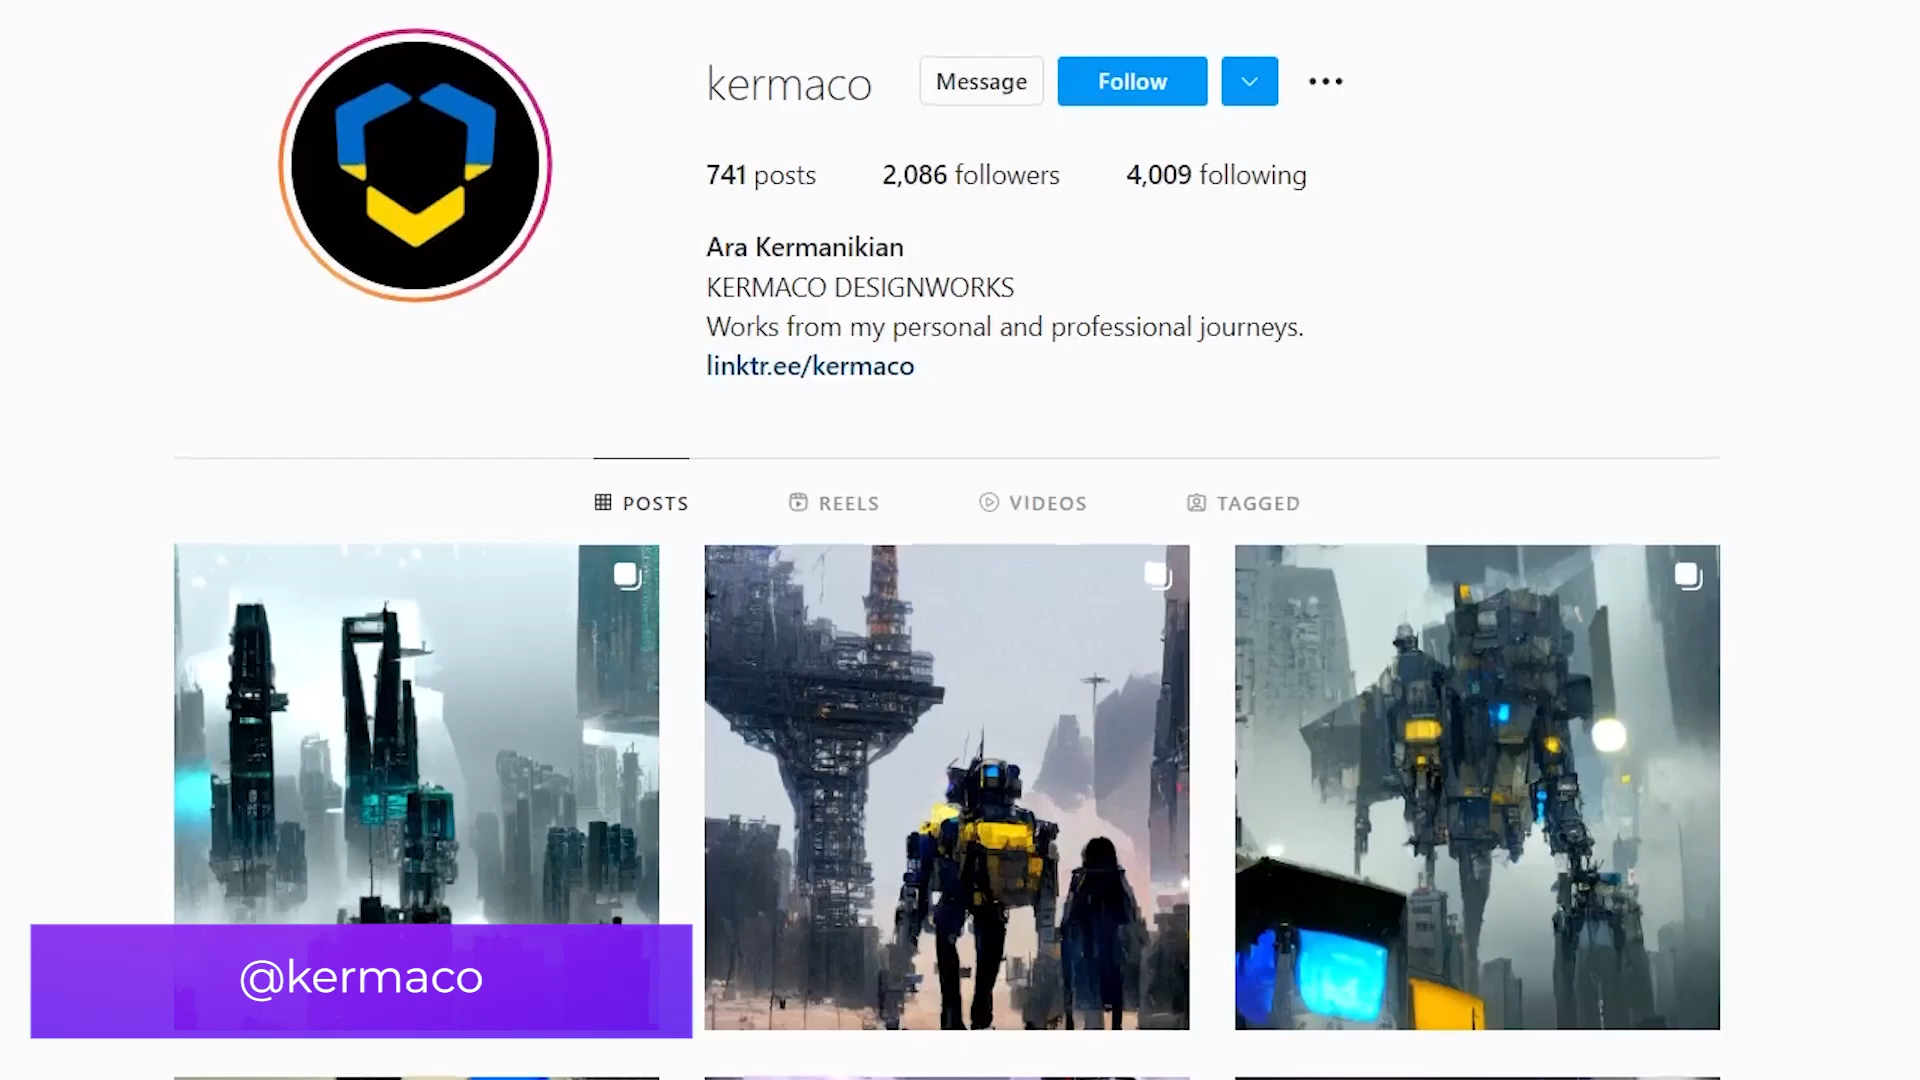 kermaco
Message
Follow
741 posts
2,086 followers
4,009 following
Ara Kermanikian
KERMACO DESIGNWORKS
Works from my personal and professional journeys.
linktr.ee/kermaco
POSTS
REELS
VIDEOS
TAGGED
@kermaco